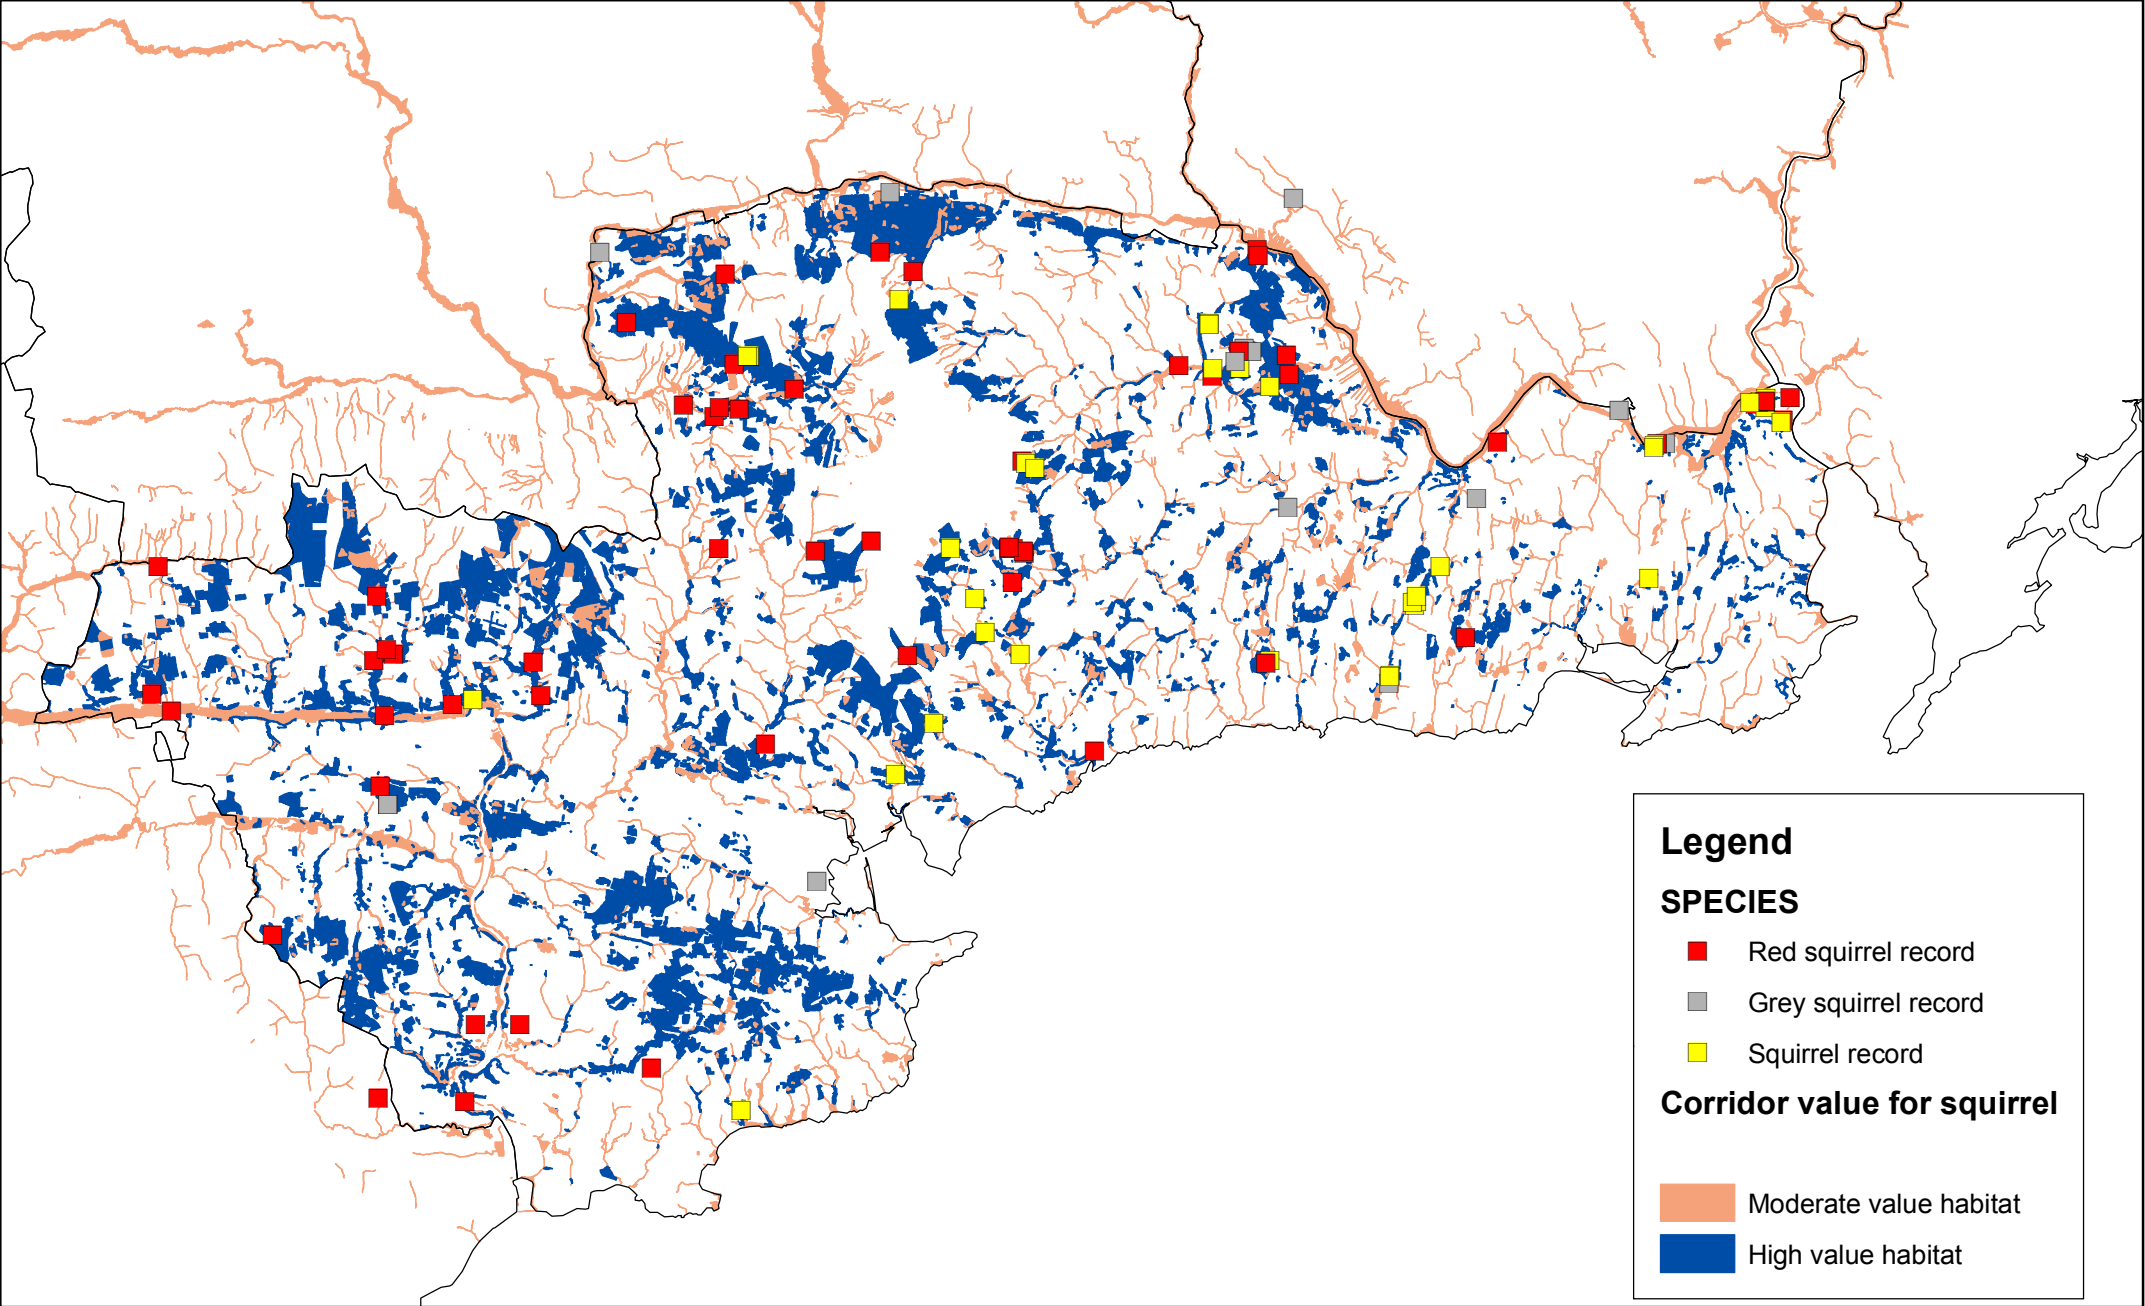 Legend
SPECIES
Red squirrel record
Grey squirrel record
Squirrel record
Corridor value for squirrel
Moderate value habitat
High value habitat